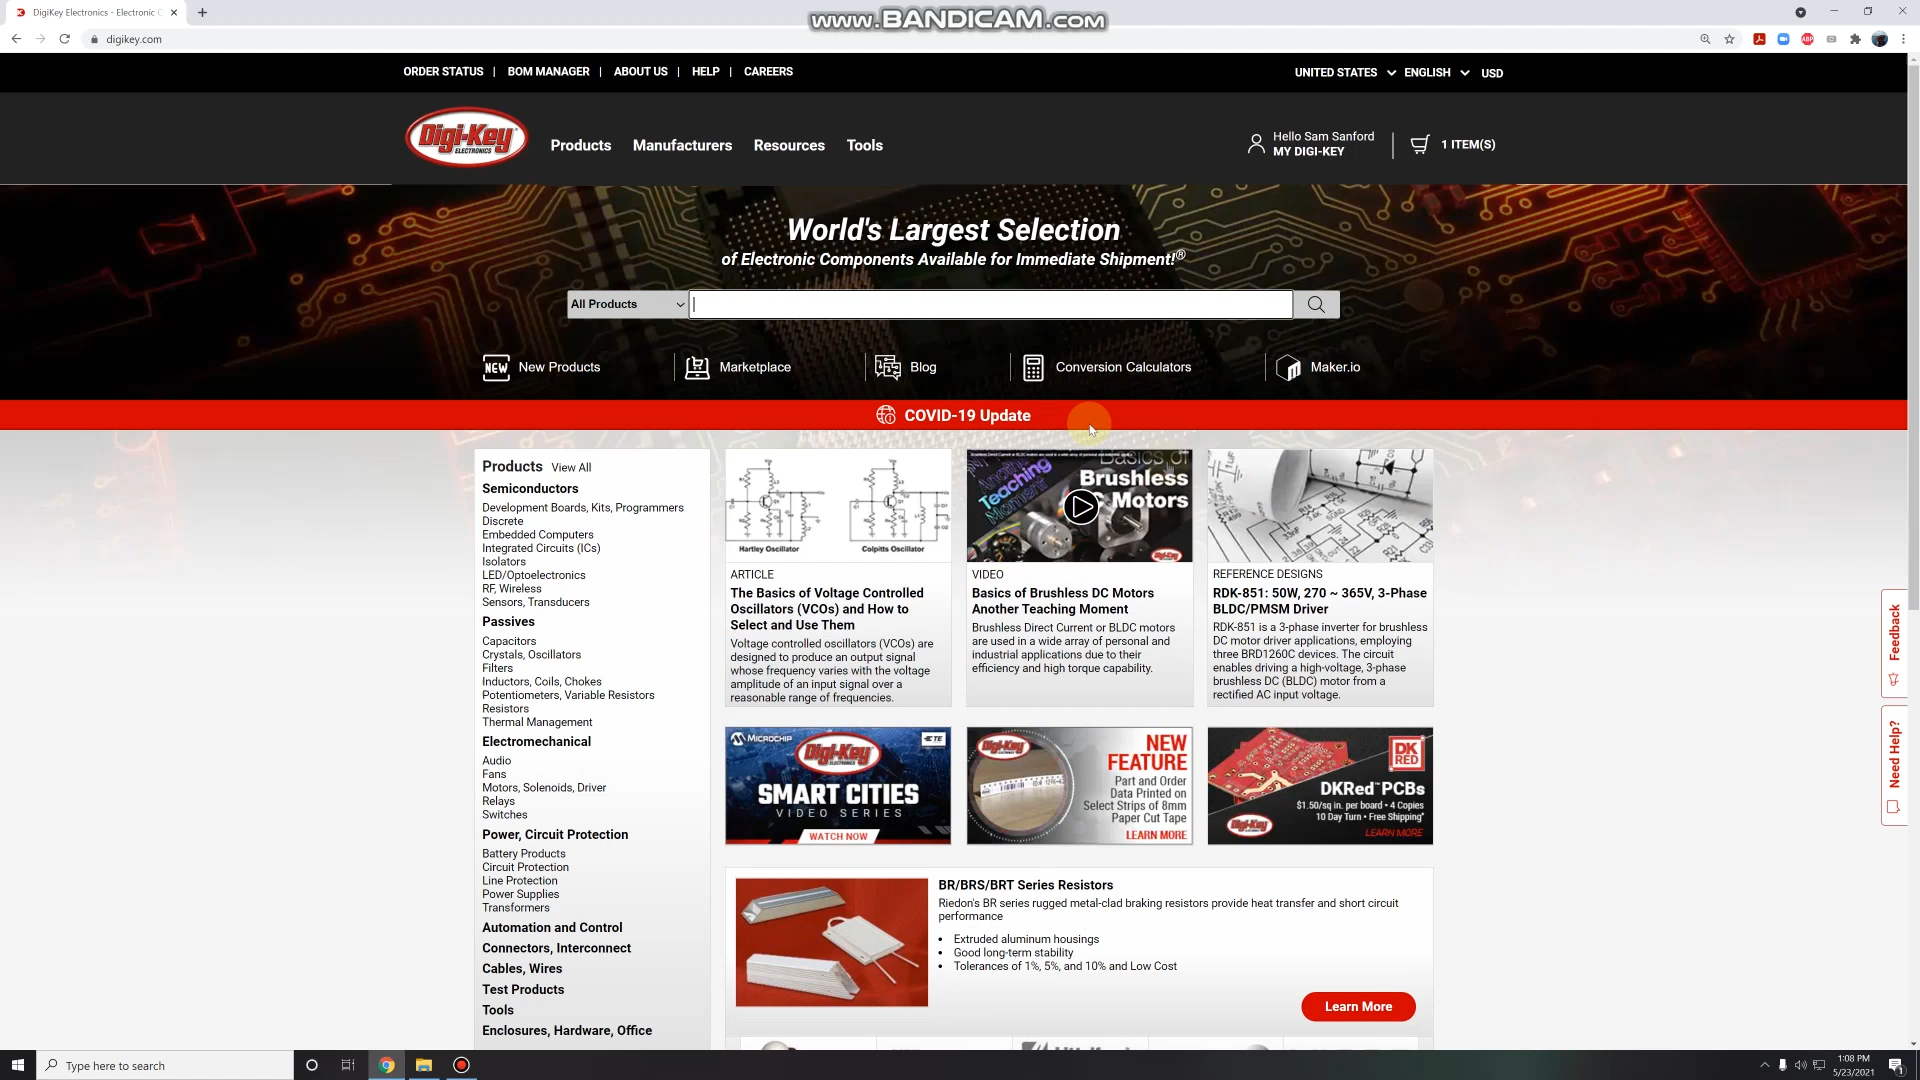 DigiKey Electronics - Electronic C
www.BANDICAM.com
digikey.com
ABP
ORDER STATUS | BOM MANAGER | ABOUT US | HELP | CAREERS
UNITED STATES ENGLISH USD
Digi-Key
ELECTRONICS
Products Manufacturers Resources Tools
Hello Sam Sanford
MY DIGI-KEY
1 ITEM(S)
World's Largest Selection
of Electronic Components Available for Immediate Shipment!®
All Products
NEW New Products
Marketplace
Blog
Conversion Calculators
Maker.io
COVID-19 Update
Products View All
Semiconductors
Development Boards, Kits, Programmers
Discrete
Embedded Computers
Integrated Circuits (ICs)
Isolators
LED/Optoelectronics
RF, Wireless
Sensors, Transducers
Passives
Capacitors
Crystals, Oscillators
Filters
Inductors, Coils, Chokes
Potentiometers, Variable Resistors
Resistors
Thermal Management
Electromechanical
Audio
Fans
Motors, Solenoids, Driver
Relays
Switches
Power, Circuit Protection
Battery Products
Circuit Protection
Line Protection
Power Supplies
Transformers
Automation and Control
Connectors, Interconnect
Cables, Wires
Test Products
Tools
Enclosures, Hardware, Office
Hartley Oscillator
Colpitts Oscillator
ARTICLE
The Basics of Voltage Controlled
Oscillators (VCOs) and How to
Select and Use Them
Voltage controlled oscillators (VCOs) are
designed to produce an output signal
whose frequency varies with the voltage
amplitude of an input signal over a
reasonable range of frequencies.
Another Teaching Moment
Basics of
Brushless
DC Motors
VIDEO
Basics of Brushless DC Motors
Another Teaching Moment
Brushless Direct Current or BLDC motors
are used in a wide array of personal and
industrial applications due to their
efficiency and high torque capability.
REFERENCE DESIGNS
RDK-851: 50W, 270 ~ 365V, 3-Phase
BLDC/PMSM Driver
RDK-851 is a 3-phase inverter for brushless
DC motor driver applications, employing
three BRD1260C devices. The circuit
enables driving a high-voltage, 3-phase
brushless DC (BLDC) motor from a
rectified AC input voltage.
MICROCHIP
Digi-Key
ELECTRONICS
TE
SMART CITIES
VIDEO SERIES
WATCH NOW
Digi-Key
NEW
FEATURE
Part and Order
Data Printed on
Select Strips of 8mm
Paper Cut Tape
LEARN MORE
DK
RED
DKRed™ PCBs
$1.50/sq in. per board • 4 Copies
10 Day Turn • Free Shipping*
Digi-Key
LEARN MORE
BR/BRS/BRT Series Resistors
Riedon's BR series rugged metal-clad braking resistors provide heat transfer and short circuit
performance
• Extruded aluminum housings
• Good long-term stability
• Tolerances of 1%, 5%, and 10% and Low Cost
Learn More
Feedback
Need Help?
Type here to search
1:08 PM
5/23/2021
1